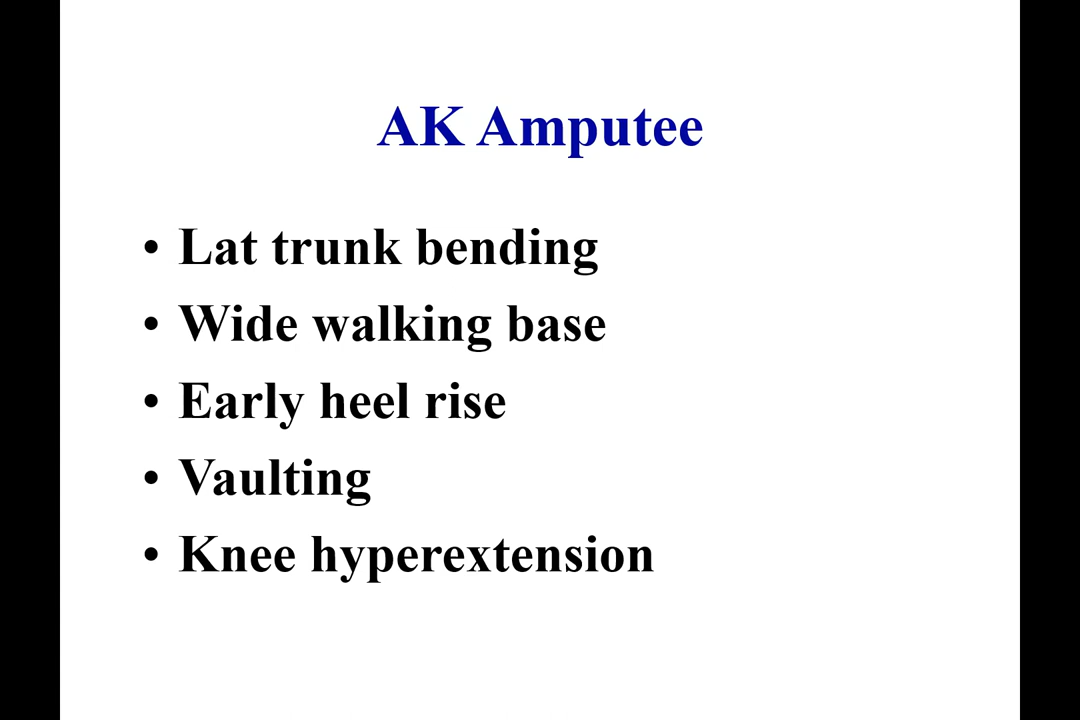 AK Amputee
• Lat trunk bending
• Wide walking base
• Early heel rise
• Vaulting
• Knee hyperextension